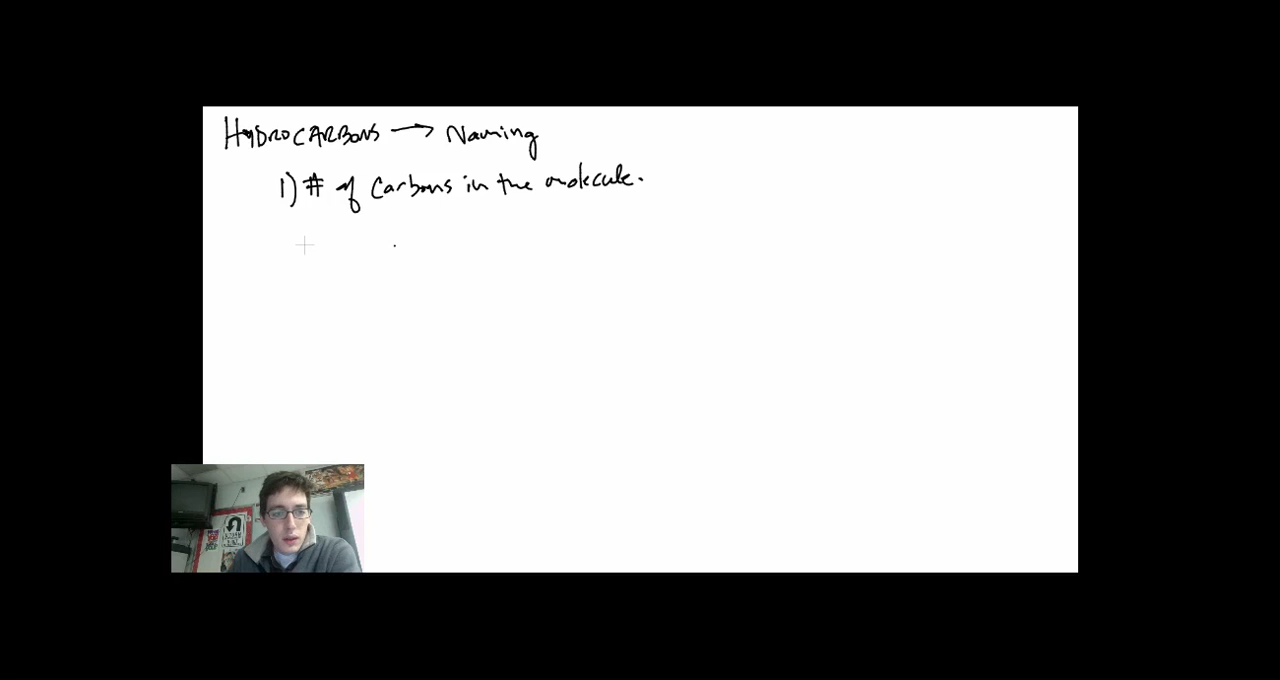 HYDROCARBONS → Naming
1) # of Carbons in the molecule.